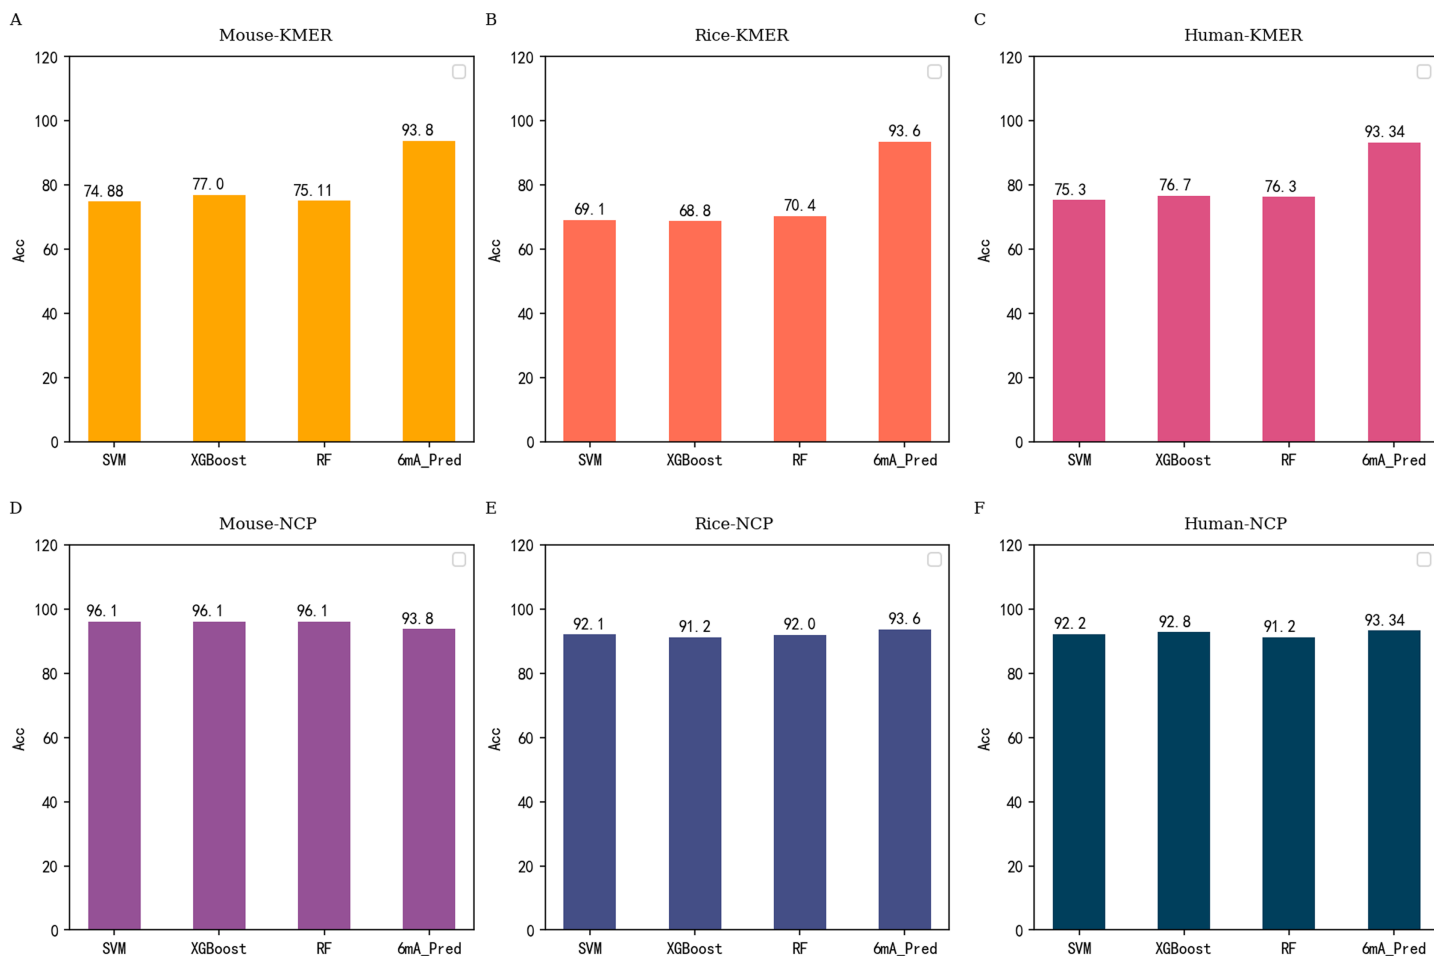 A
Mouse-KMER
120
100
80
60
40
20
0
Acc
74.88
77.0
75.11
93.8
SVM XGBoost RF 6mA_Pred
B
Rice-KMER
120
100
80
60
40
20
0
Acc
69.1
68.8
70.4
93.6
SVM XGBoost RF 6mA_Pred
C
Human-KMER
120
100
80
60
40
20
0
Acc
75.3
76.7
76.3
93.34
SVM XGBoost RF 6mA_Pred
D
Mouse-NCP
120
100
80
60
40
20
0
Acc
96.1
96.1
96.1
93.8
SVM XGBoost RF 6mA_Pred
E
Rice-NCP
120
100
80
60
40
20
0
Acc
92.1
91.2
92.0
93.6
SVM XGBoost RF 6mA_Pred
F
Human-NCP
120
100
80
60
40
20
0
Acc
92.2
92.8
91.2
93.34
SVM XGBoost RF 6mA_Pred